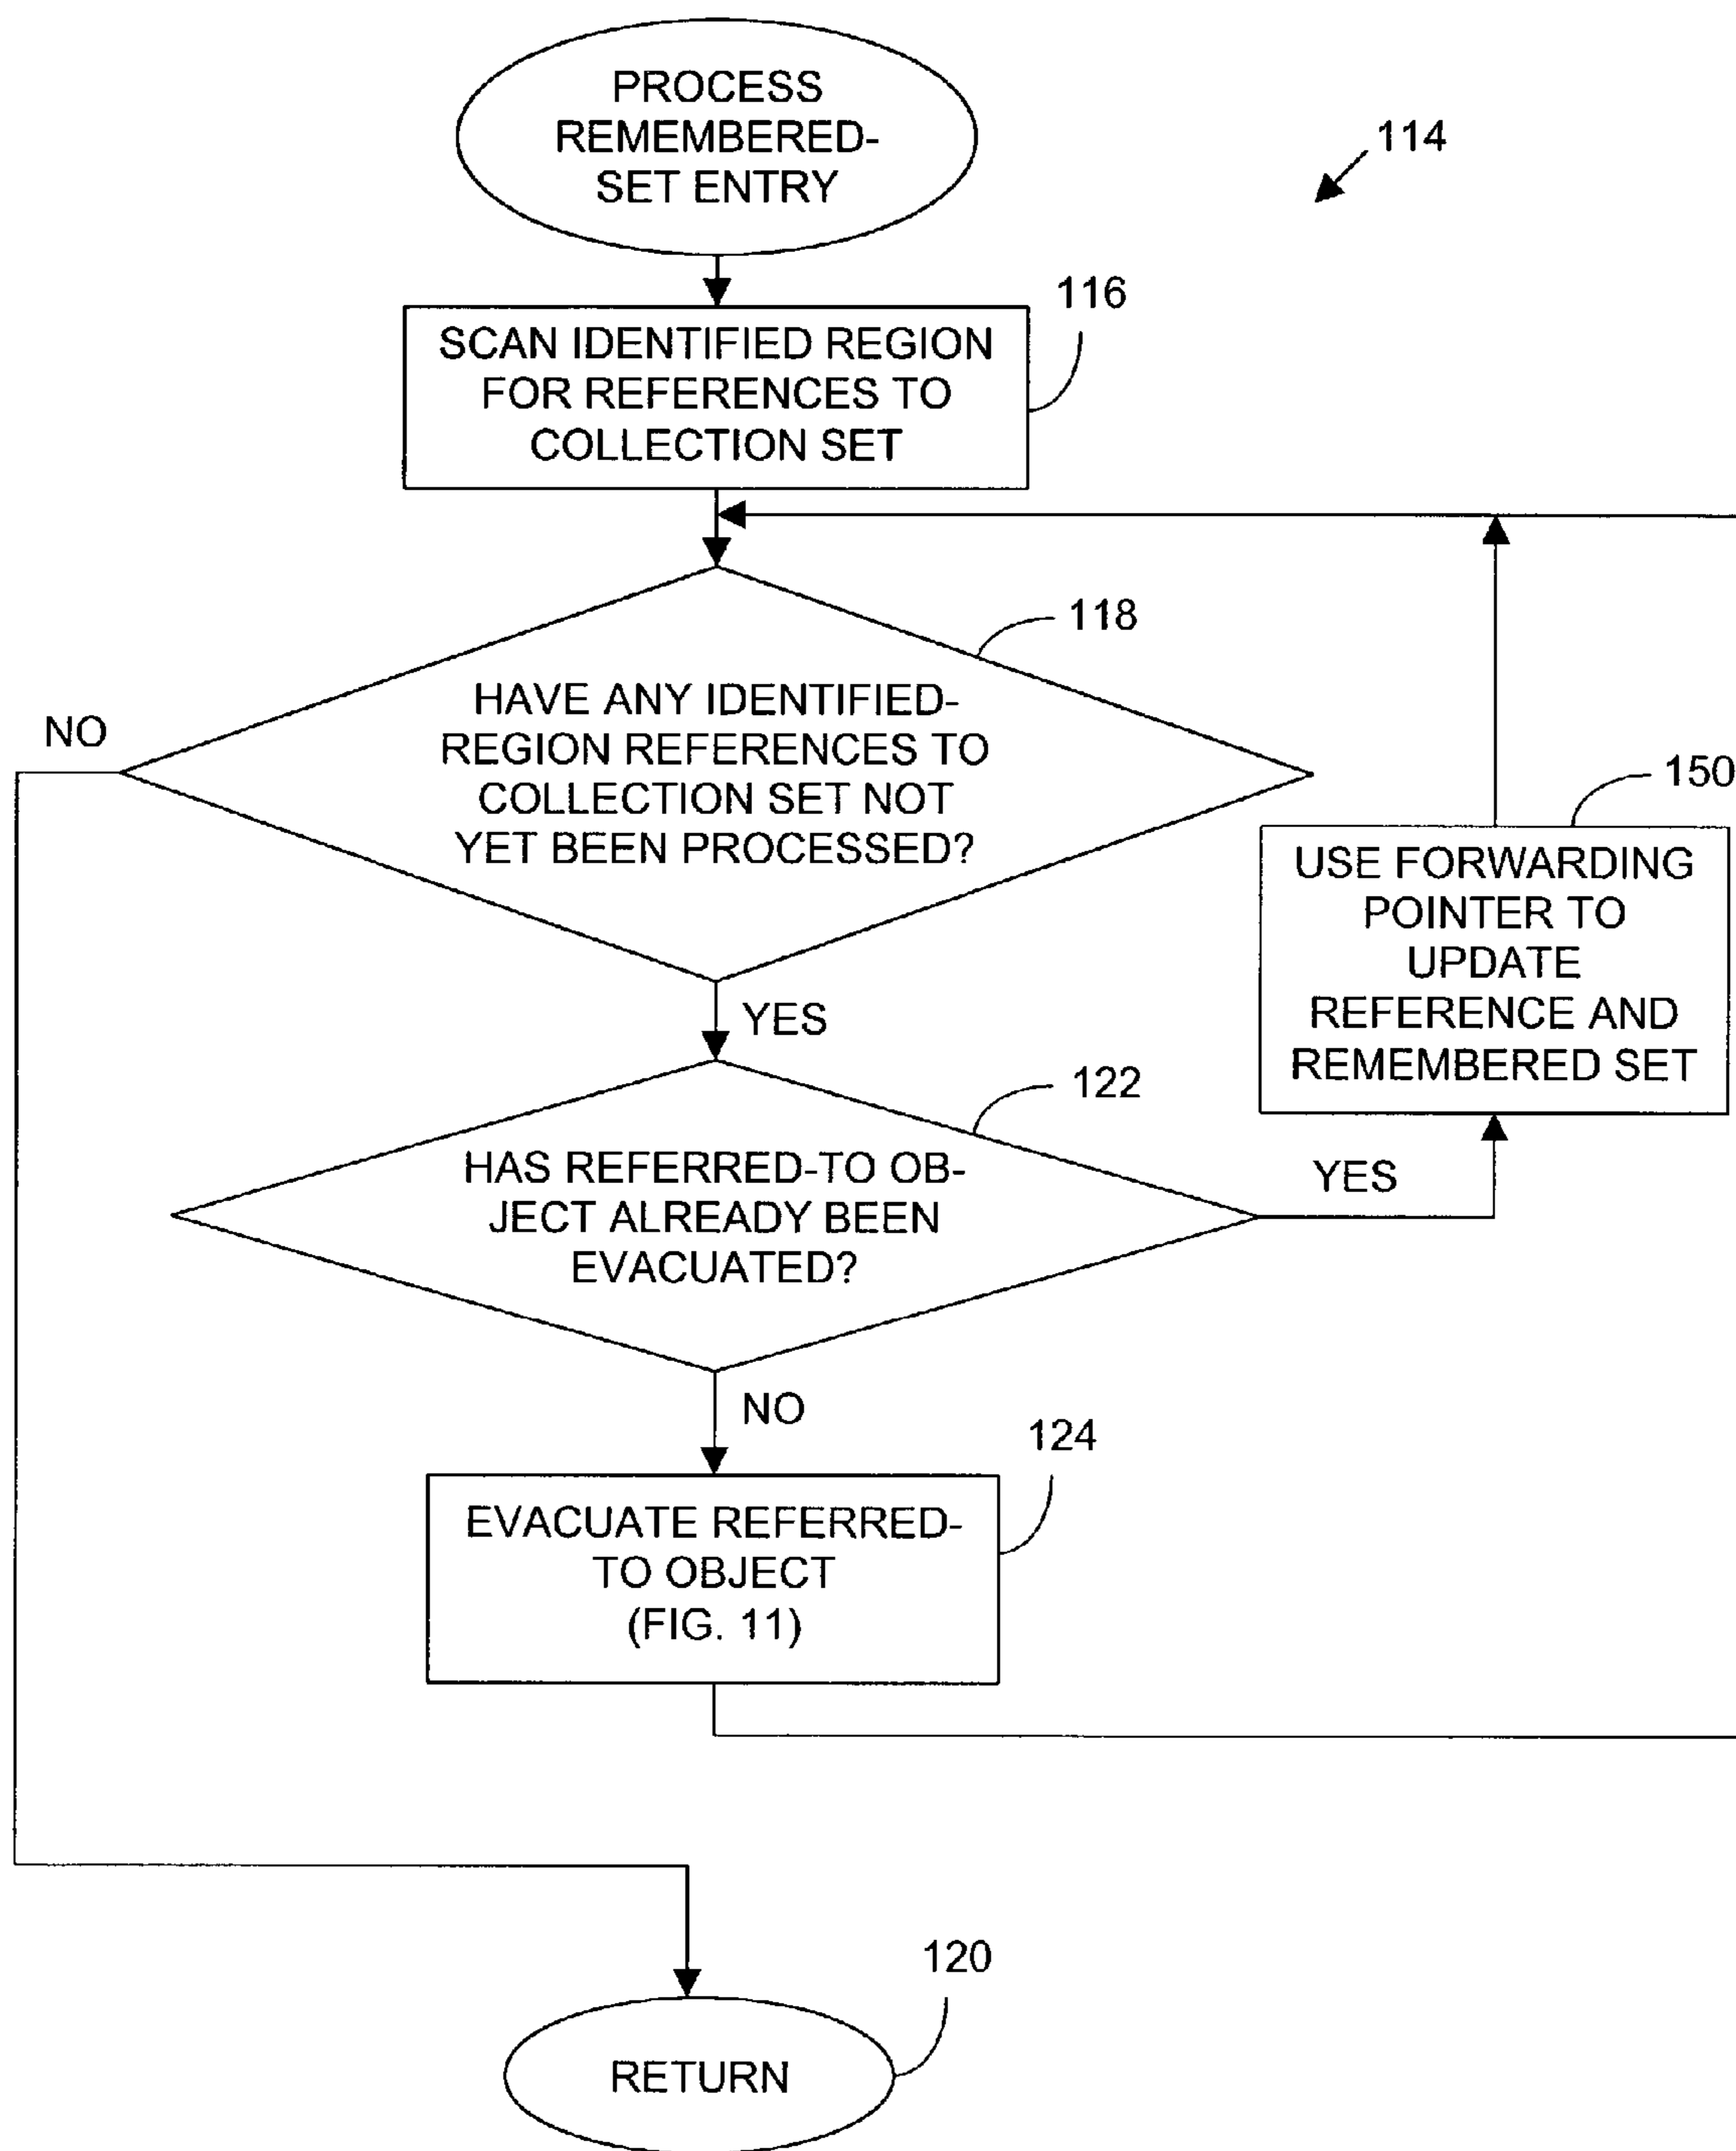 PROCESS
REMEMBERED-
SET ENTRY
114
116
SCAN IDENTIFIED REGION
FOR REFERENCES TO
COLLECTION SET
118
HAVE ANY IDENTIFIED-
REGION REFERENCES TO
COLLECTION SET NOT
YET BEEN PROCESSED?
NO
150
USE FORWARDING
POINTER TO
UPDATE
REFERENCE AND
REMEMBERED SET
YES
122
HAS REFERRED-TO OB-
JECT ALREADY BEEN
EVACUATED?
YES
NO
124
EVACUATE REFERRED-
TO OBJECT
(FIG. 11)
120
RETURN